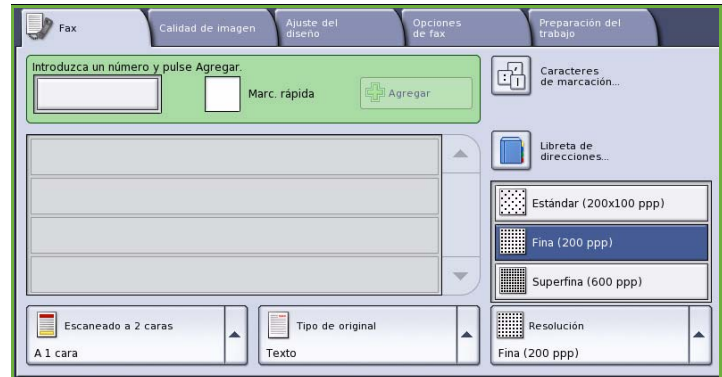 Fax
Calidad de imagen
Ajuste del
diseño
Opciones
de fax
Preparación del
trabajo
Introduzca un número y pulse Agregar.
Marc. rápida
Agregar
Caracteres
de marcación...
Libreta de
direcciones...
Estándar (200x100 ppp)
Fina (200 ppp)
Superfina (600 ppp)
Escaneado a 2 caras
A 1 cara
Tipo de original
Texto
Resolución
Fina (200 ppp)